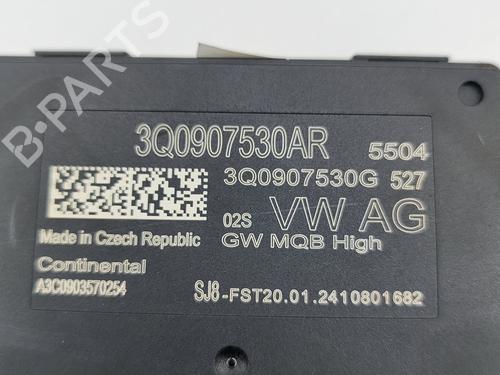 3Q0907530AR 5504
3Q0907530G 527
02S VW AG
Made in Czech Republic GW MQB High
Continental
A3C0903570254 SJ8-FST20.01.2410801682
B-PARTS